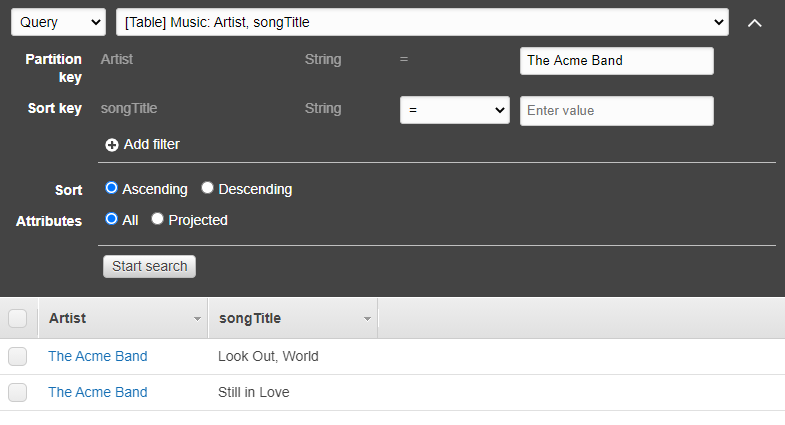 Query [Table] Music: Artist, songTitle
Partition key Artist String = The Acme Band
Sort key songTitle String = Enter value
Add filter
Sort Ascending Descending
Attributes All Projected
Start search
Artist songTitle
The Acme Band Look Out, World
The Acme Band Still in Love